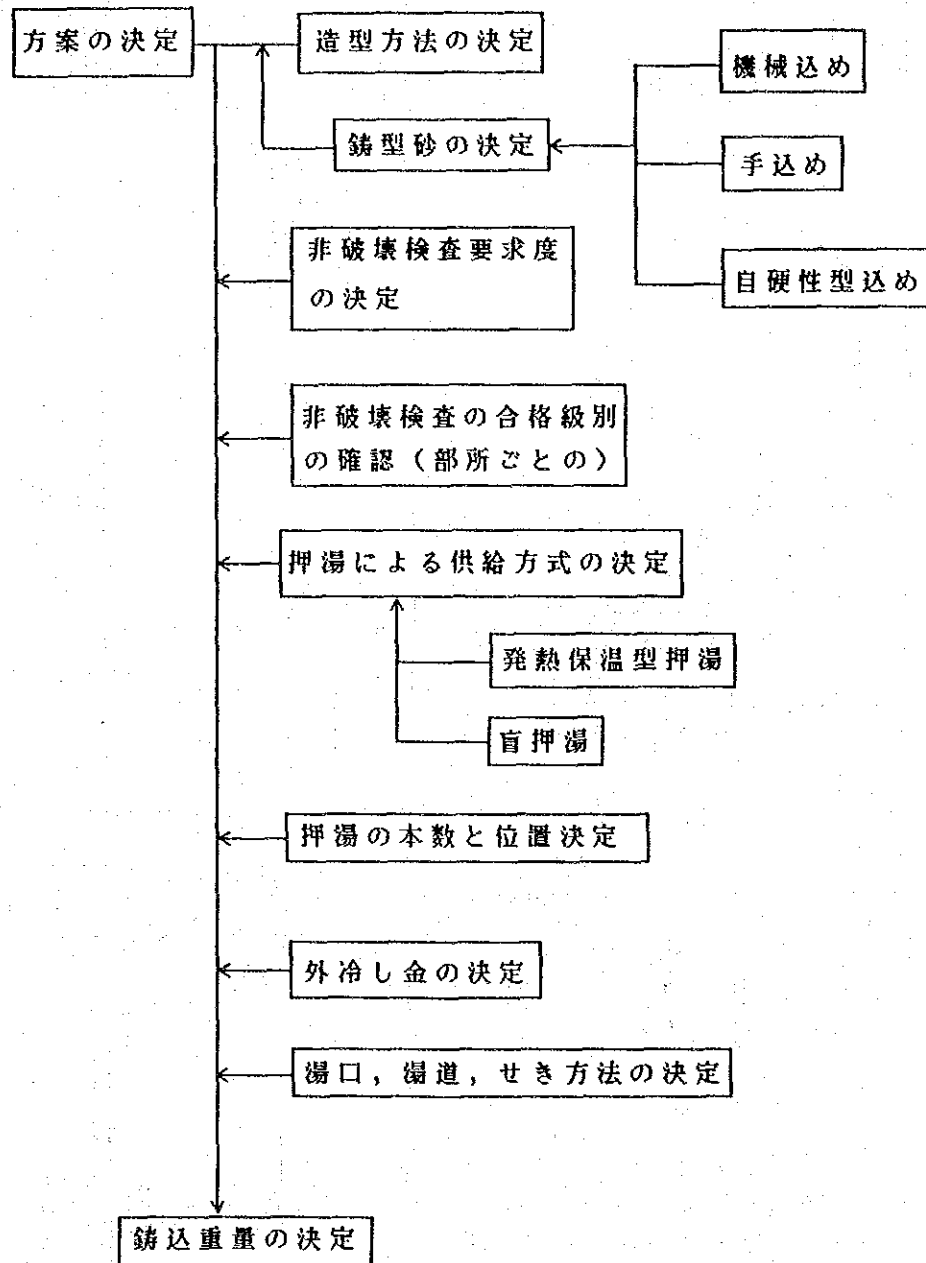 方案の決定
造型方法の決定
機械込め
鋳型砂の決定
手込め
自硬性型込め
非破壊検査要求度
の決定
非破壊検査の合格級別
の確認（部所ごとの）
押湯による供給方式の決定
発熱保温型押湯
盲押湯
押湯の本数と位置決定
外冷し金の決定
湯口，湯道，せき方法の決定
鋳込重量の決定